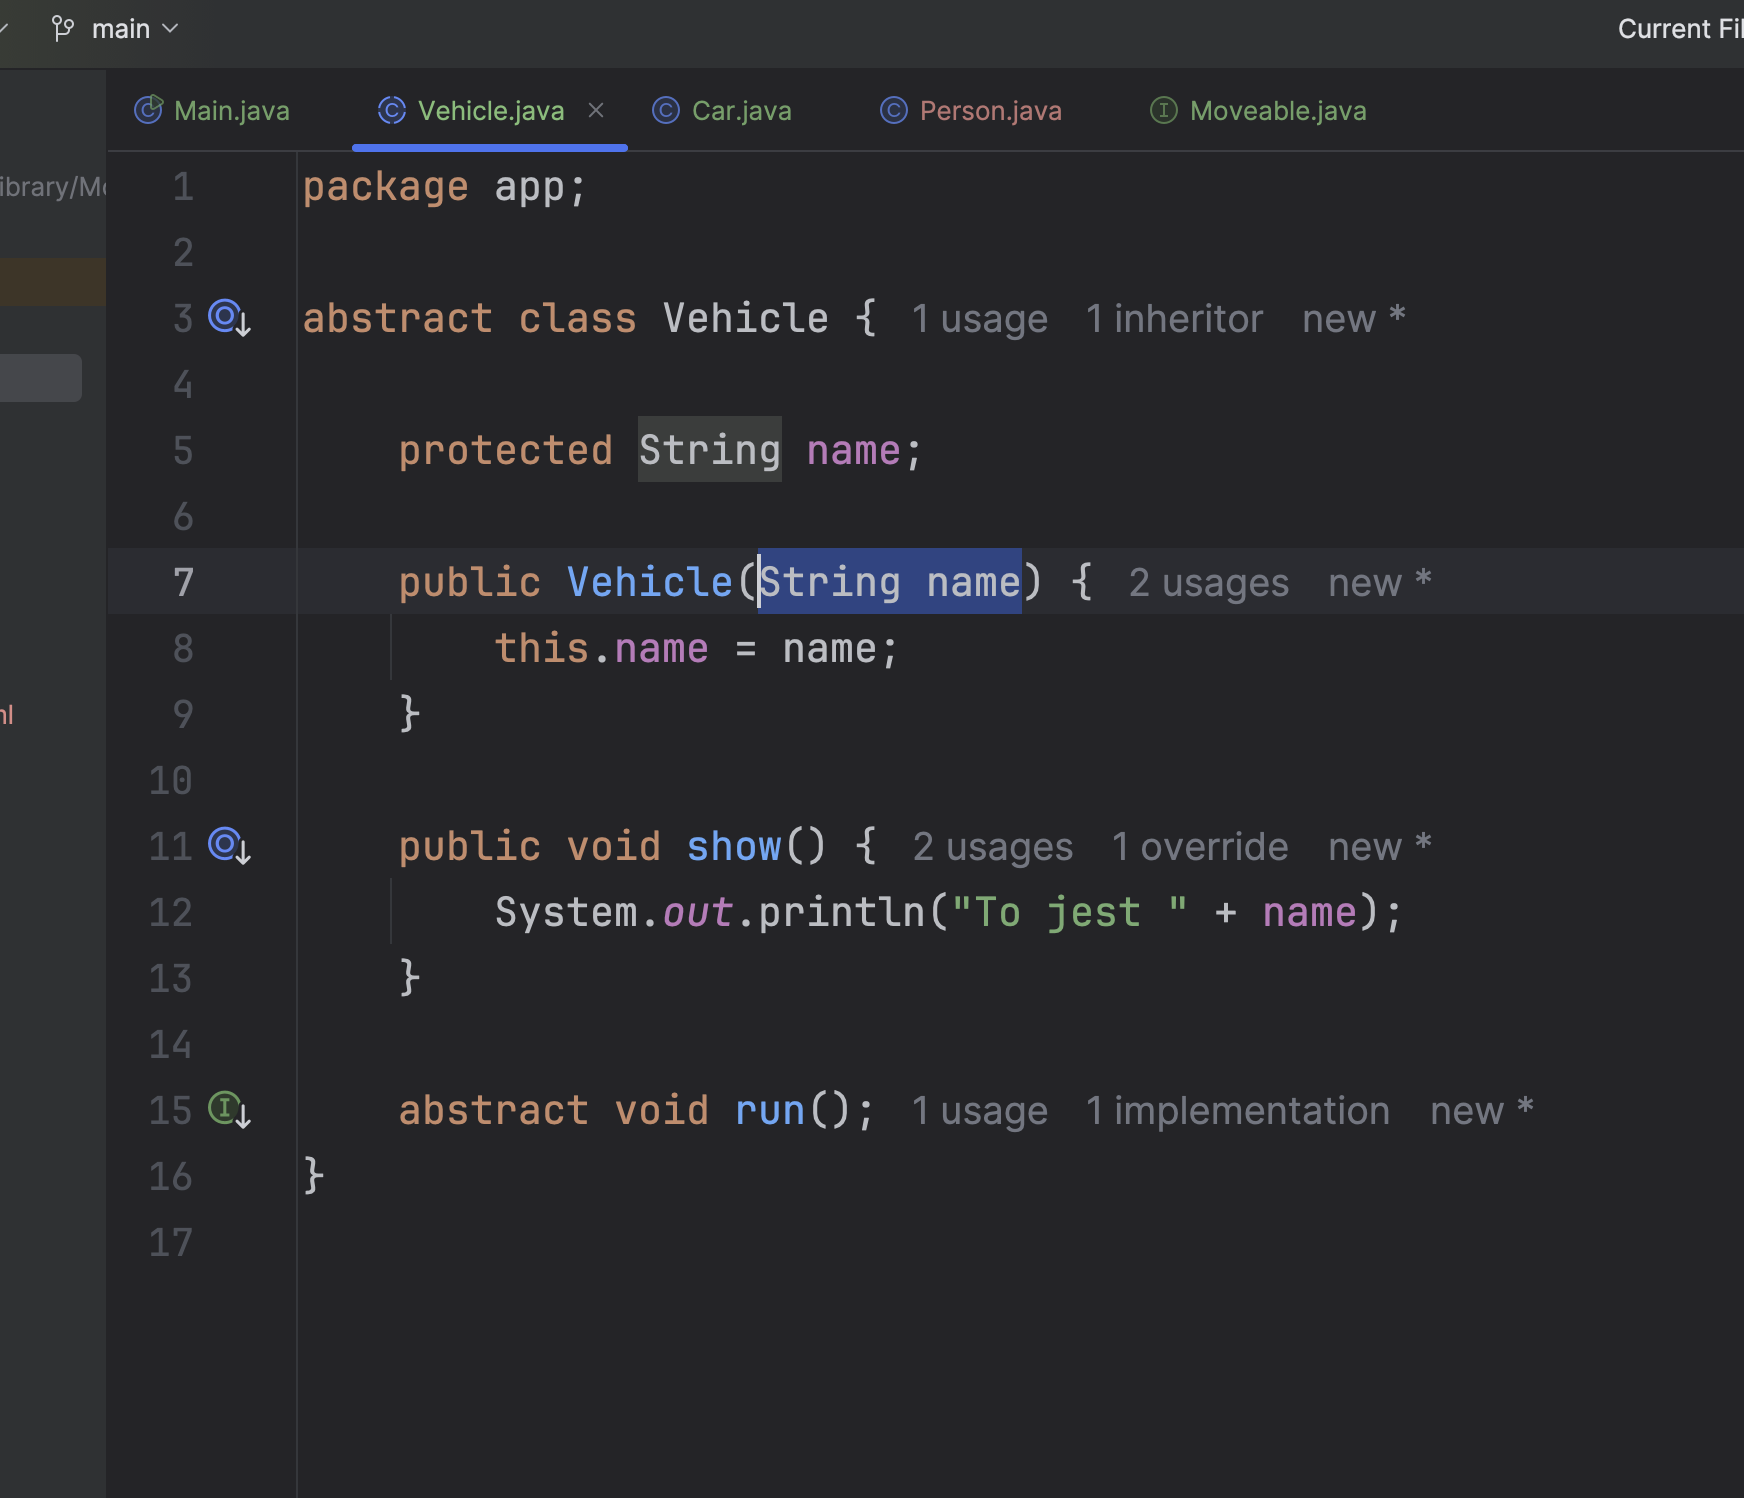 main
Current Fil
Main.java Vehicle.java Car.java Person.java Moveable.java
ibrary/Mo
1 package app;
2
3 abstract class Vehicle { 1 usage 1 inheritor new *
4
5 protected String name;
6
7 public Vehicle(String name) { 2 usages new *
8 this.name = name;
9 }
10
11 public void show() { 2 usages 1 override new *
12 System.out.println("To jest " + name);
13 }
14
15 abstract void run(); 1 usage 1 implementation new *
16 }
17